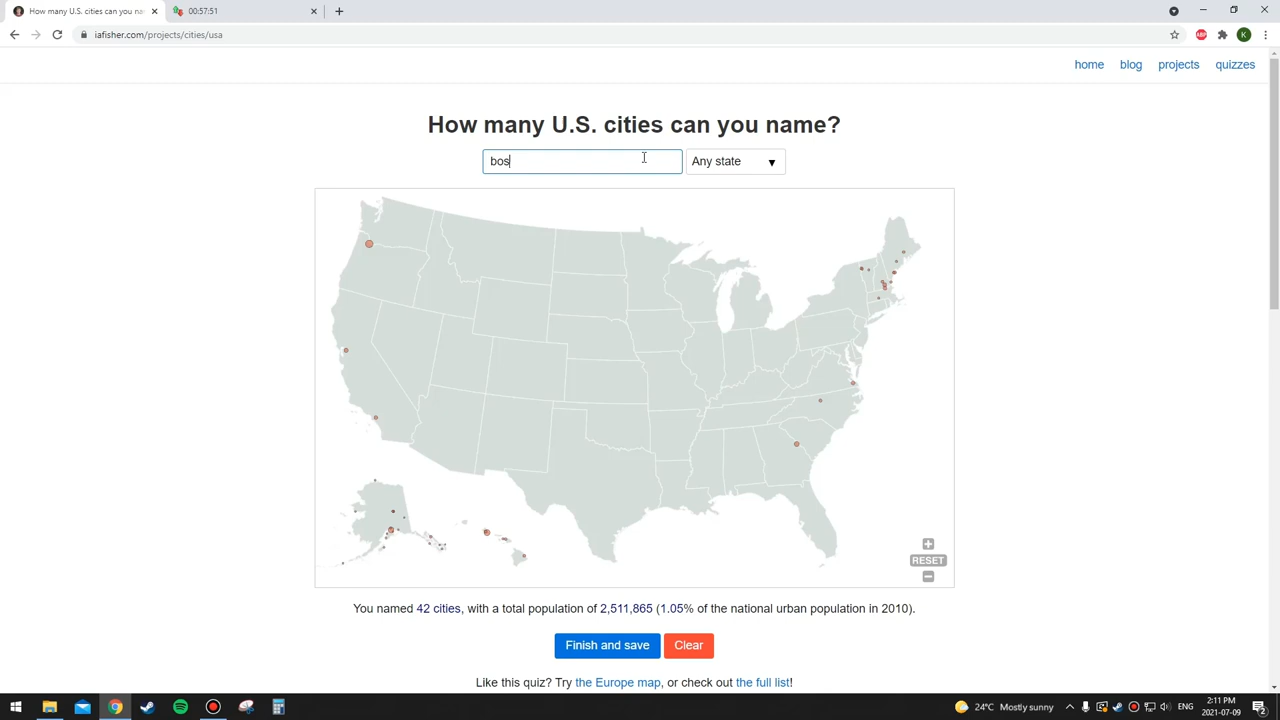 How many U.S. cities can you na
00:57:51
iafisher.com/projects/cities/usa
ABP
K
home blog projects quizzes
How many U.S. cities can you name?
bos
Any state
RESET
You named 42 cities, with a total population of 2,511,865 (1.05% of the national urban population in 2010).
Finish and save
Clear
Like this quiz? Try the Europe map, or check out the full list!
24°C Mostly sunny
ENG
2:11 PM
2021-07-09
2